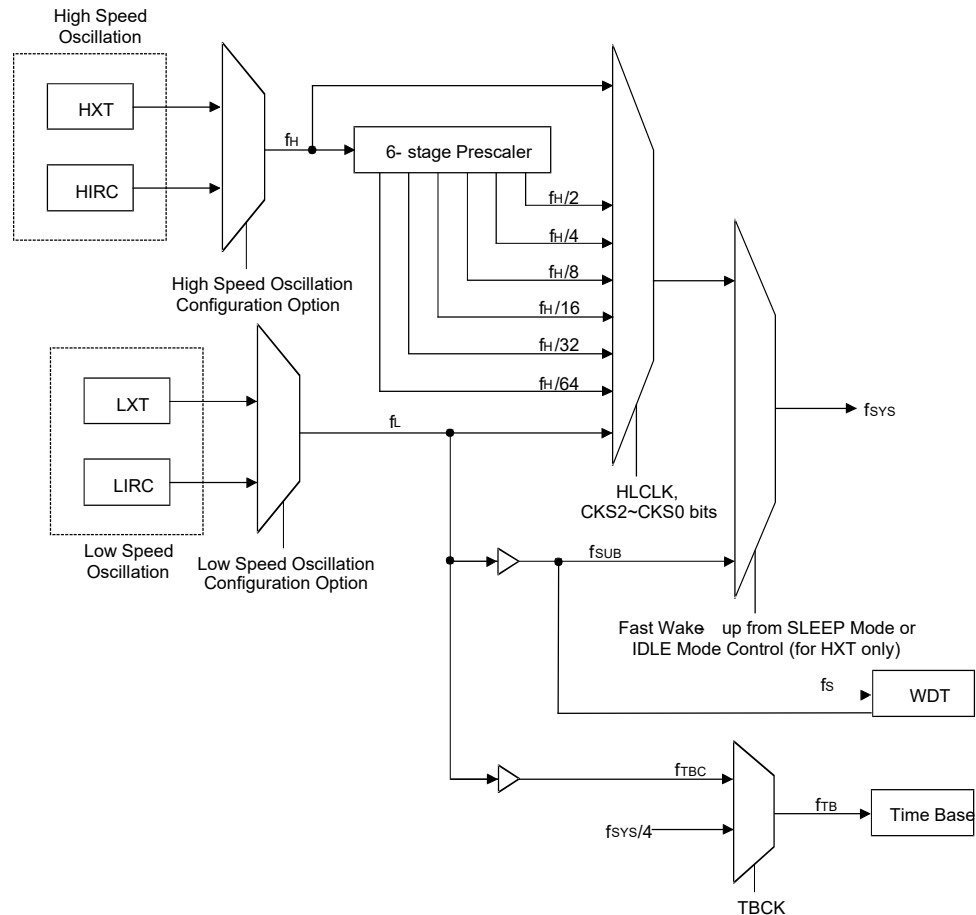 High Speed
Oscillation
HXT
HIRC
fH
6- stage Prescaler
fH/2
fH/4
fH/8
fH/16
fH/32
fH/64
High Speed Oscillation
Configuration Option
LXT
LIRC
fL
Low Speed
Oscillation
Low Speed Oscillation
Configuration Option
HLCLK,
CKS2~CKS0 bits
fSYS
fSUB
Fast Wake- up from SLEEP Mode or
IDLE Mode Control (for HXT only)
fS
WDT
fTBC
fSYS/4
fTB
Time Base
TBCK